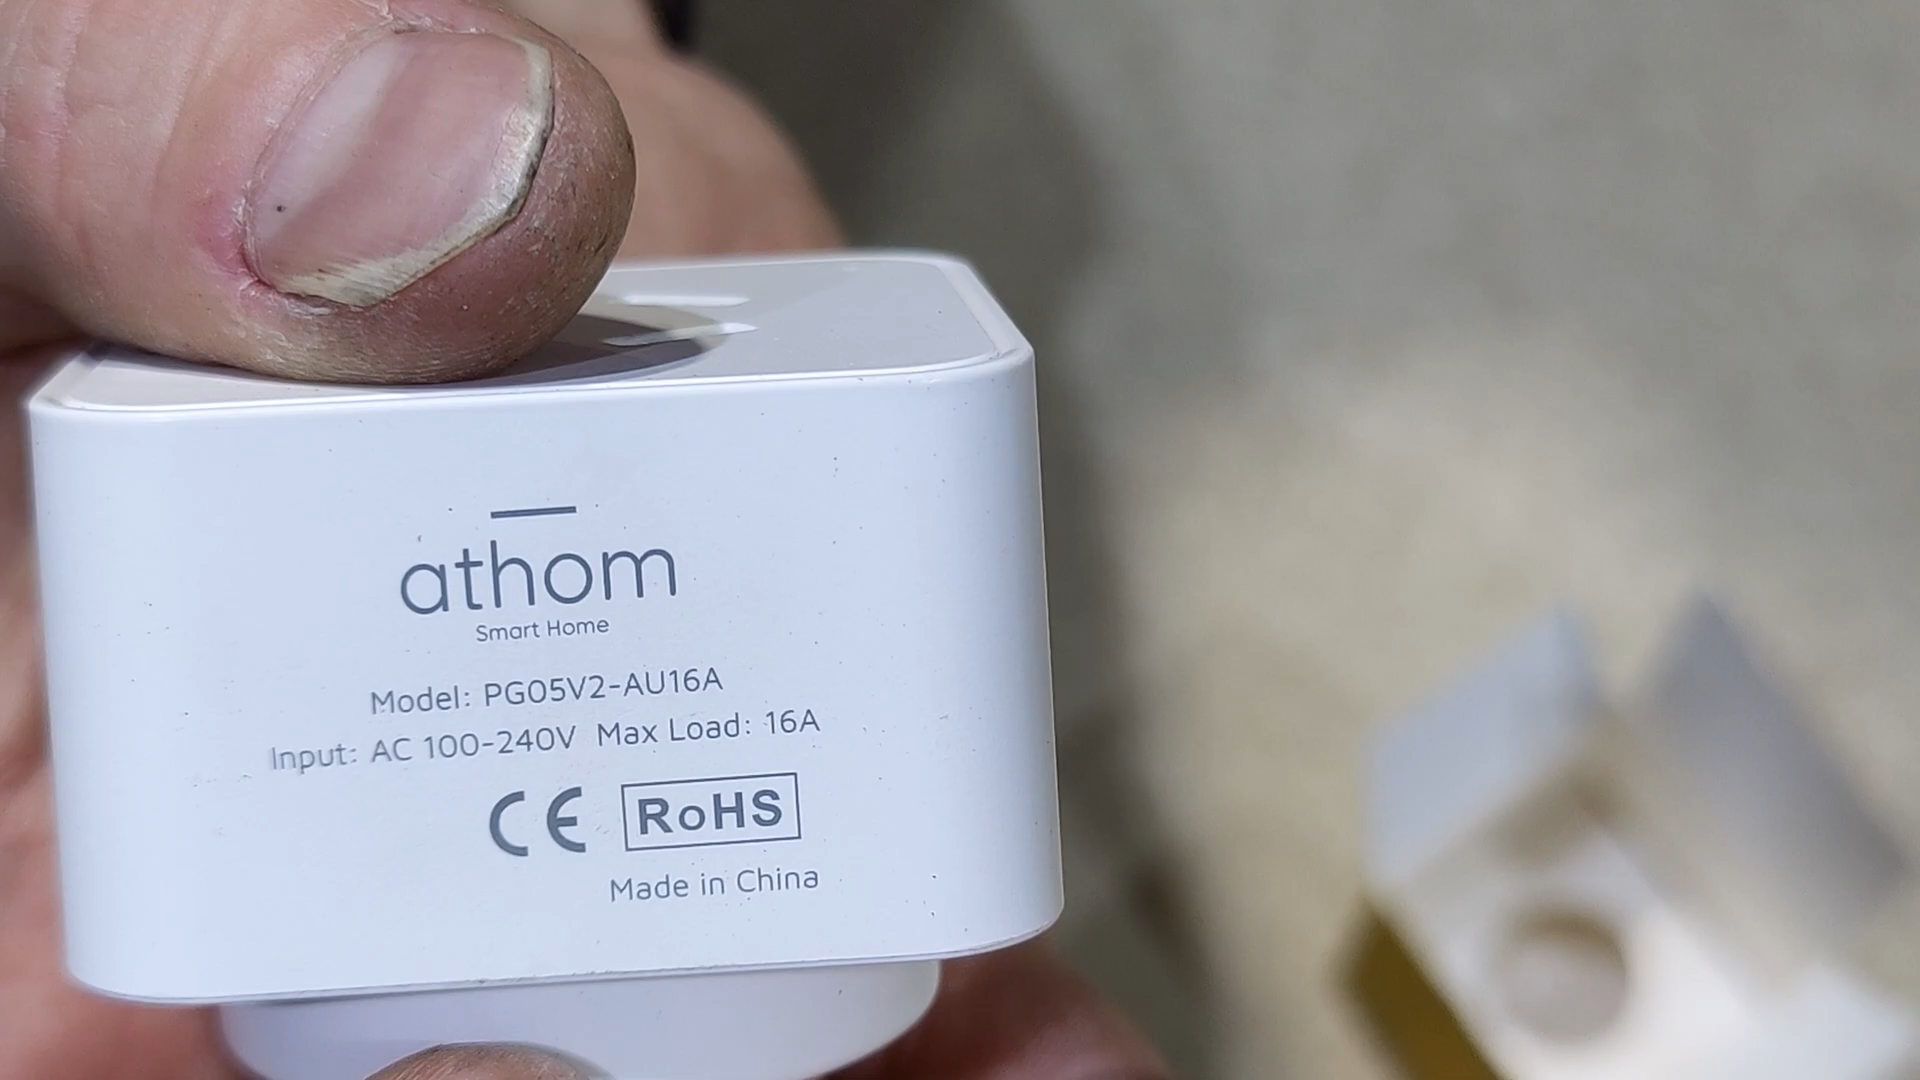 athom
Smart Home
Model: PG05V2-AU16A
Input: AC 100-240V Max Load: 16A
CE RoHS
Made in China